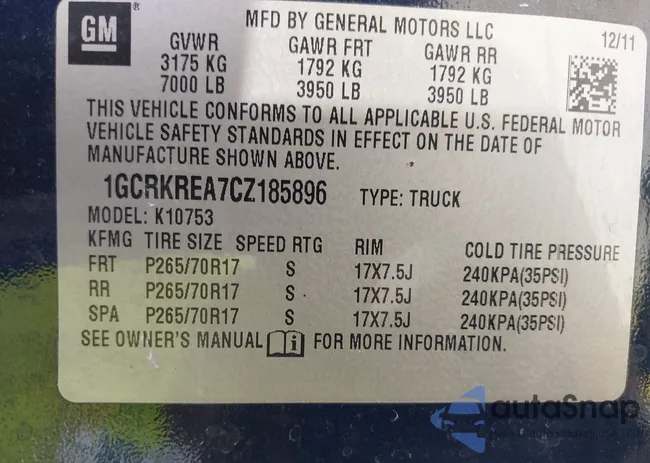 GM
MFD BY GENERAL MOTORS LLC
12/11
GVWR GAWR FRT GAWR RR
3175 KG 1792 KG 1792 KG
7000 LB 3950 LB 3950 LB
THIS VEHICLE CONFORMS TO ALL APPLICABLE U.S. FEDERAL MOTOR
VEHICLE SAFETY STANDARDS IN EFFECT ON THE DATE OF
MANUFACTURE SHOWN ABOVE.
1GCRKREA7CZ185896 TYPE: TRUCK
MODEL: K10753
KFMG TIRE SIZE SPEED RTG RIM COLD TIRE PRESSURE
FRT P265/70R17 S 17X7.5J 240KPA(35PSI)
RR P265/70R17 S 17X7.5J 240KPA(35PSI)
SPA P265/70R17 S 17X7.5J 240KPA(35PSI)
SEE OWNER'S MANUAL i FOR MORE INFORMATION.
autoSnap